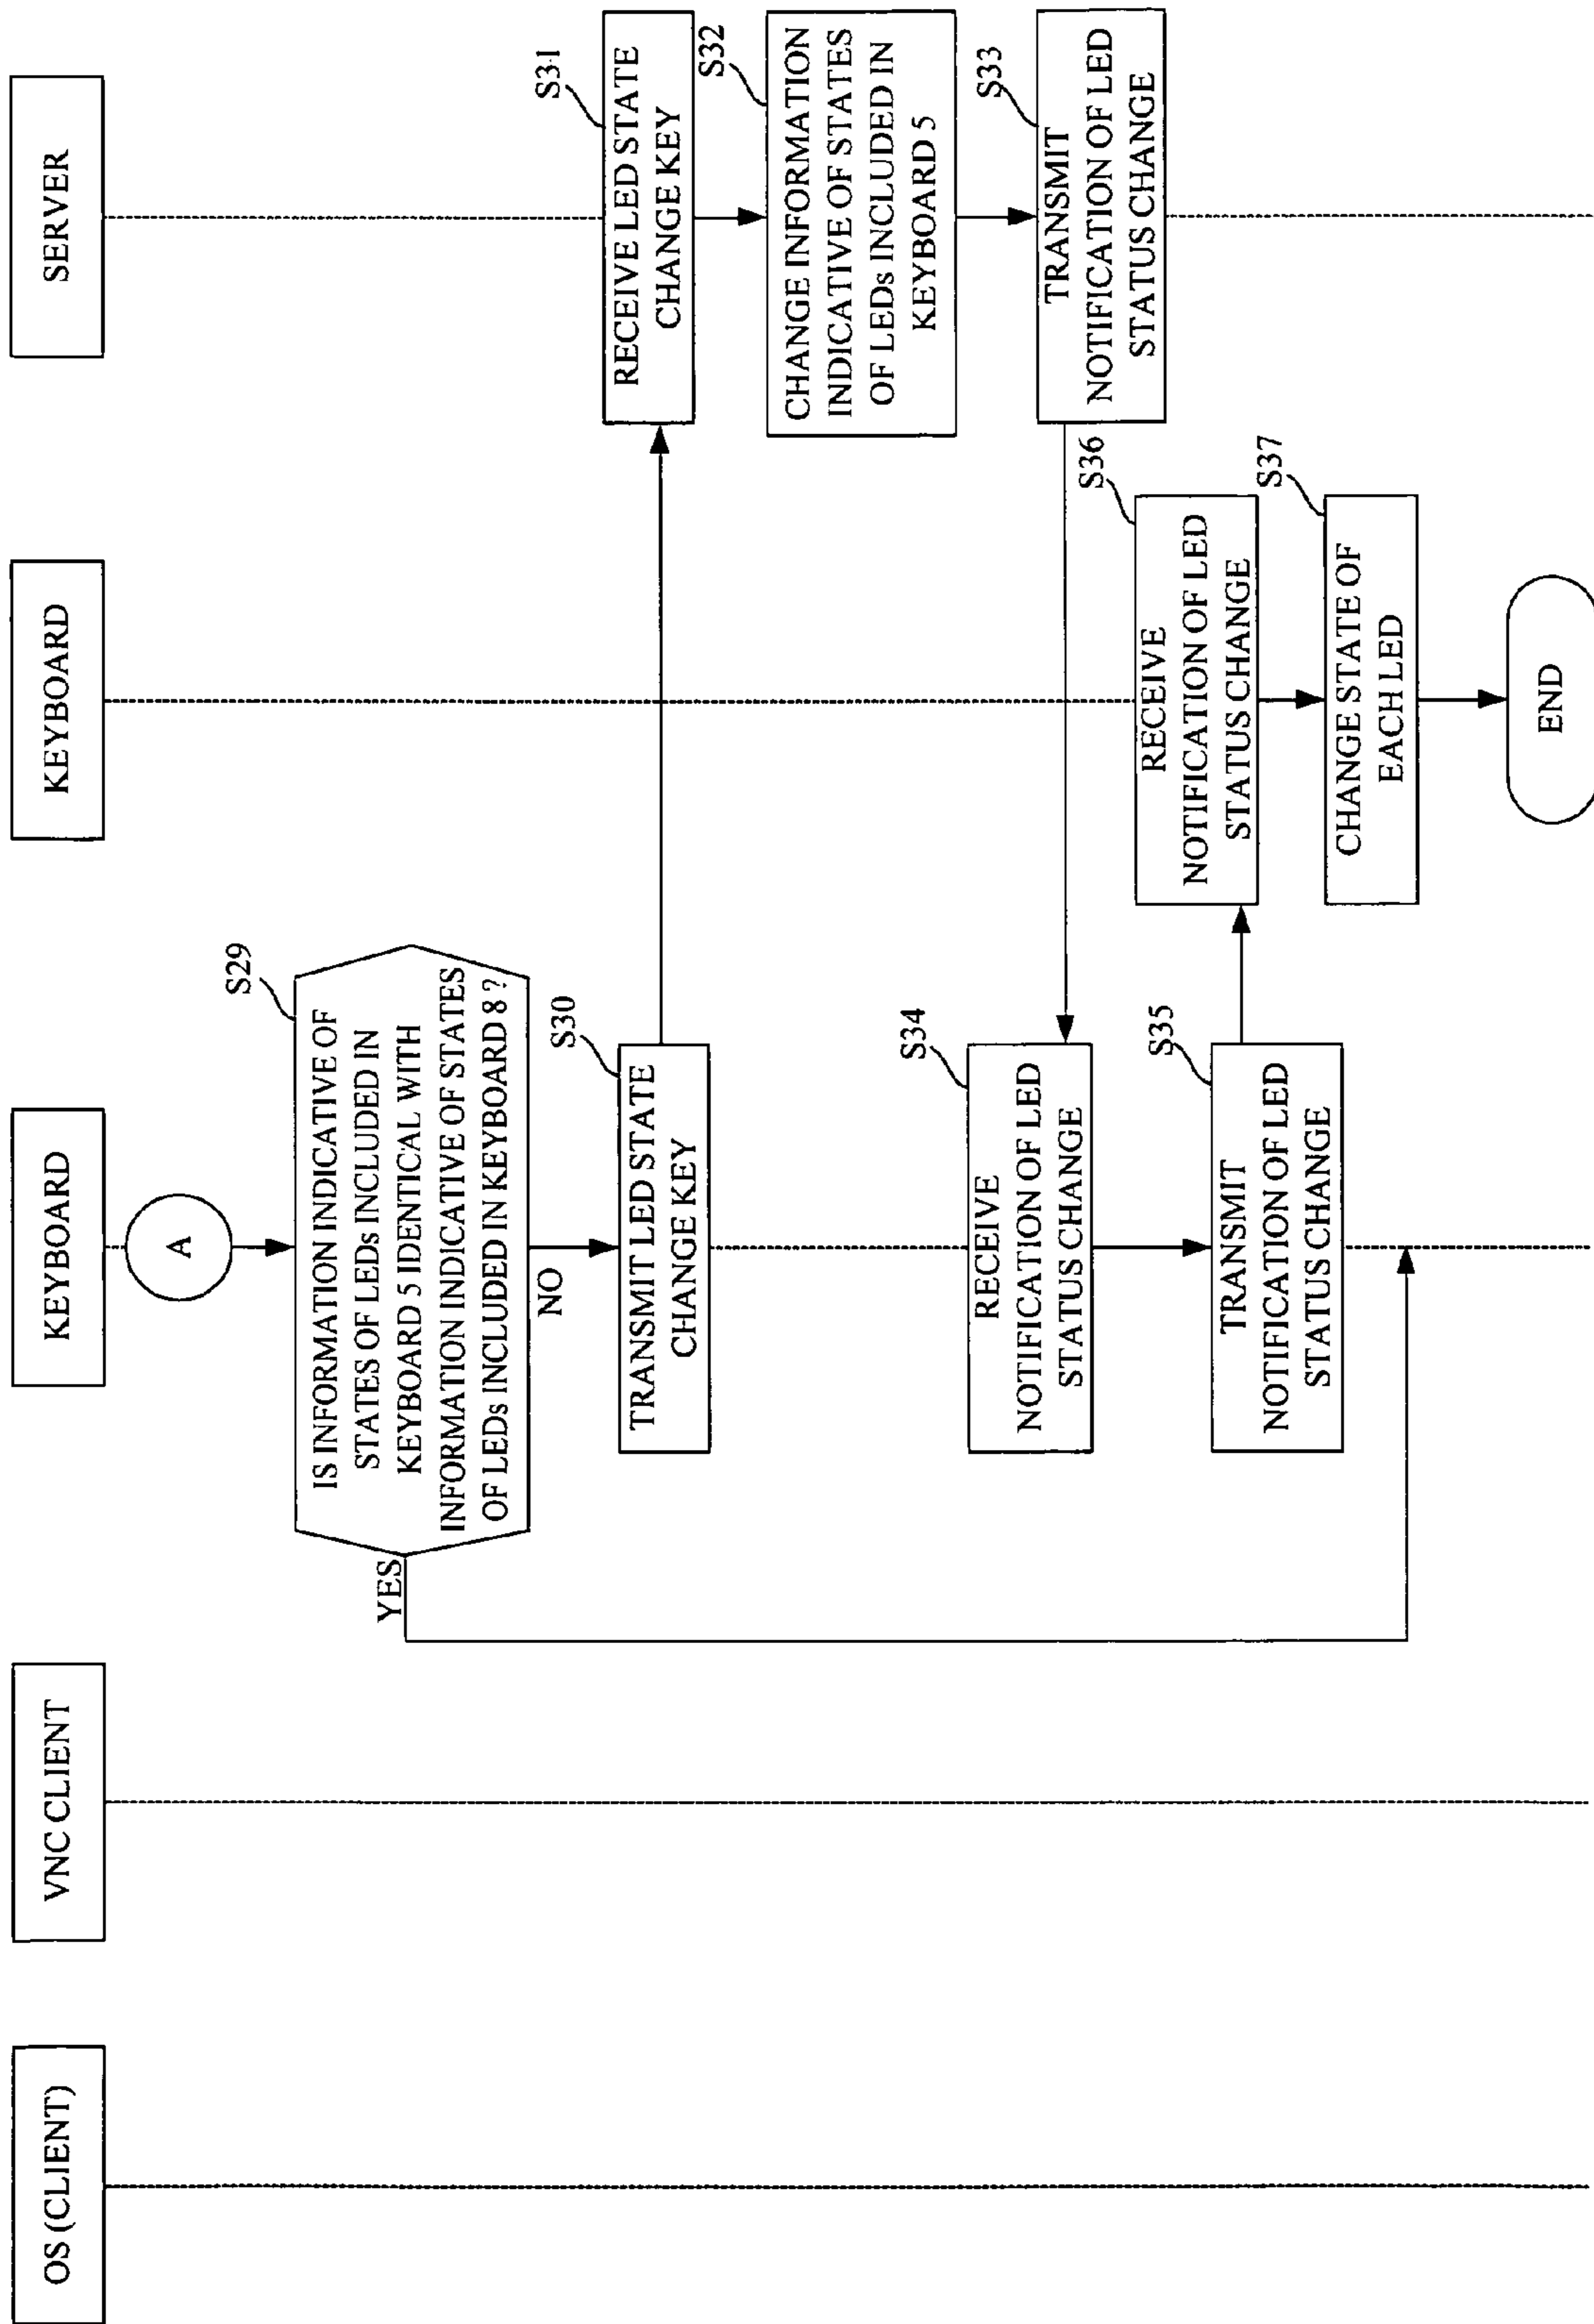 OS (CLIENT)
VNC CLIENT
KEYBOARD
KEYBOARD
SERVER
A
S29
IS INFORMATION INDICATIVE OF
STATES OF LEDs INCLUDED IN
KEYBOARD 5 IDENTICAL WITH
INFORMATION INDICATIVE OF STATES
OF LEDs INCLUDED IN KEYBOARD 8 ?
YES
NO
S30
TRANSMIT LED STATE
CHANGE KEY
S31
RECEIVE LED STATE
CHANGE KEY
S32
CHANGE INFORMATION
INDICATIVE OF STATES
OF LEDs INCLUDED IN
KEYBOARD 5
S33
TRANSMIT
NOTIFICATION OF LED
STATUS CHANGE
S34
RECEIVE
NOTIFICATION OF LED
STATUS CHANGE
S35
TRANSMIT
NOTIFICATION OF LED
STATUS CHANGE
S36
RECEIVE
NOTIFICATION OF LED
STATUS CHANGE
S37
CHANGE STATE OF
EACH LED
END